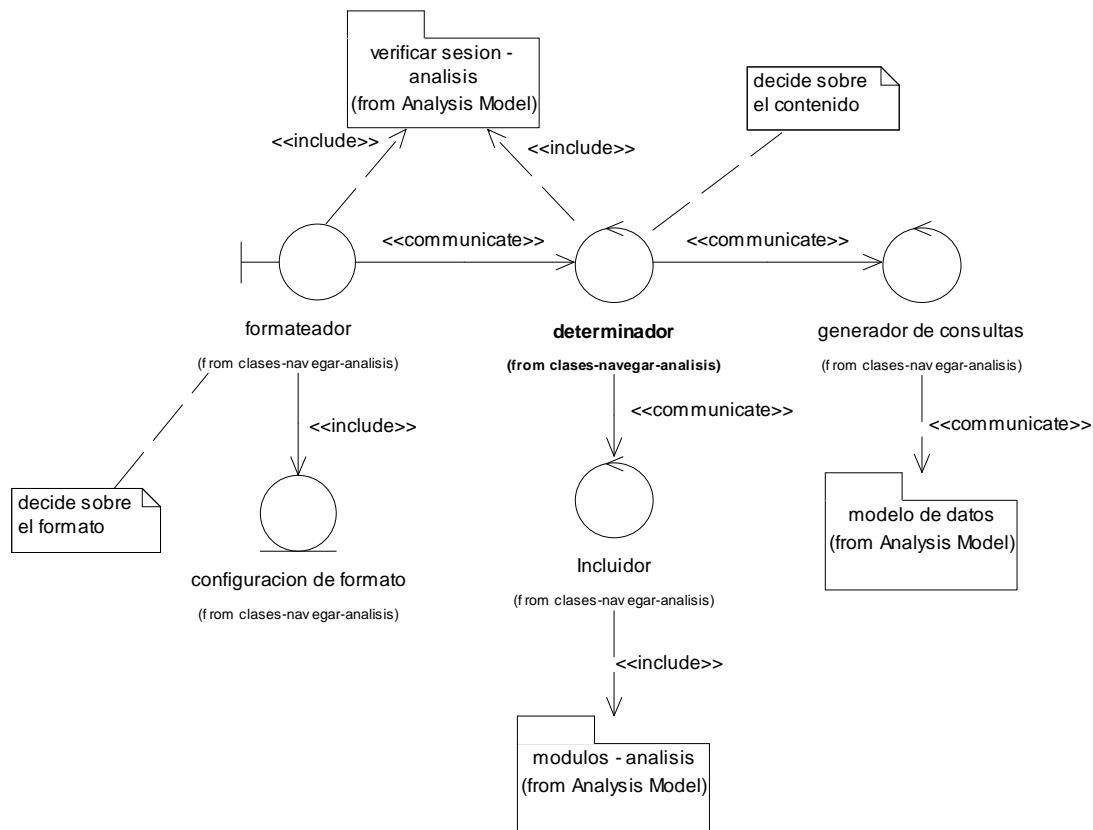 verificar sesion -
analisis
(from Analysis Model)
decide sobre
el contenido
<<include>>
<<include>>
<<communicate>>
<<communicate>>
formateador
(from clases-navegar-analisis)
determinador
(from clases-navegar-analisis)
generador de consultas
(from clases-navegar-analisis)
<<include>>
<<communicate>>
<<communicate>>
decide sobre
el formato
modelo de datos
(from Analysis Model)
configuracion de formato
(from clases-navegar-analisis)
Incluidor
(from clases-navegar-analisis)
<<include>>
modulos - analisis
(from Analysis Model)